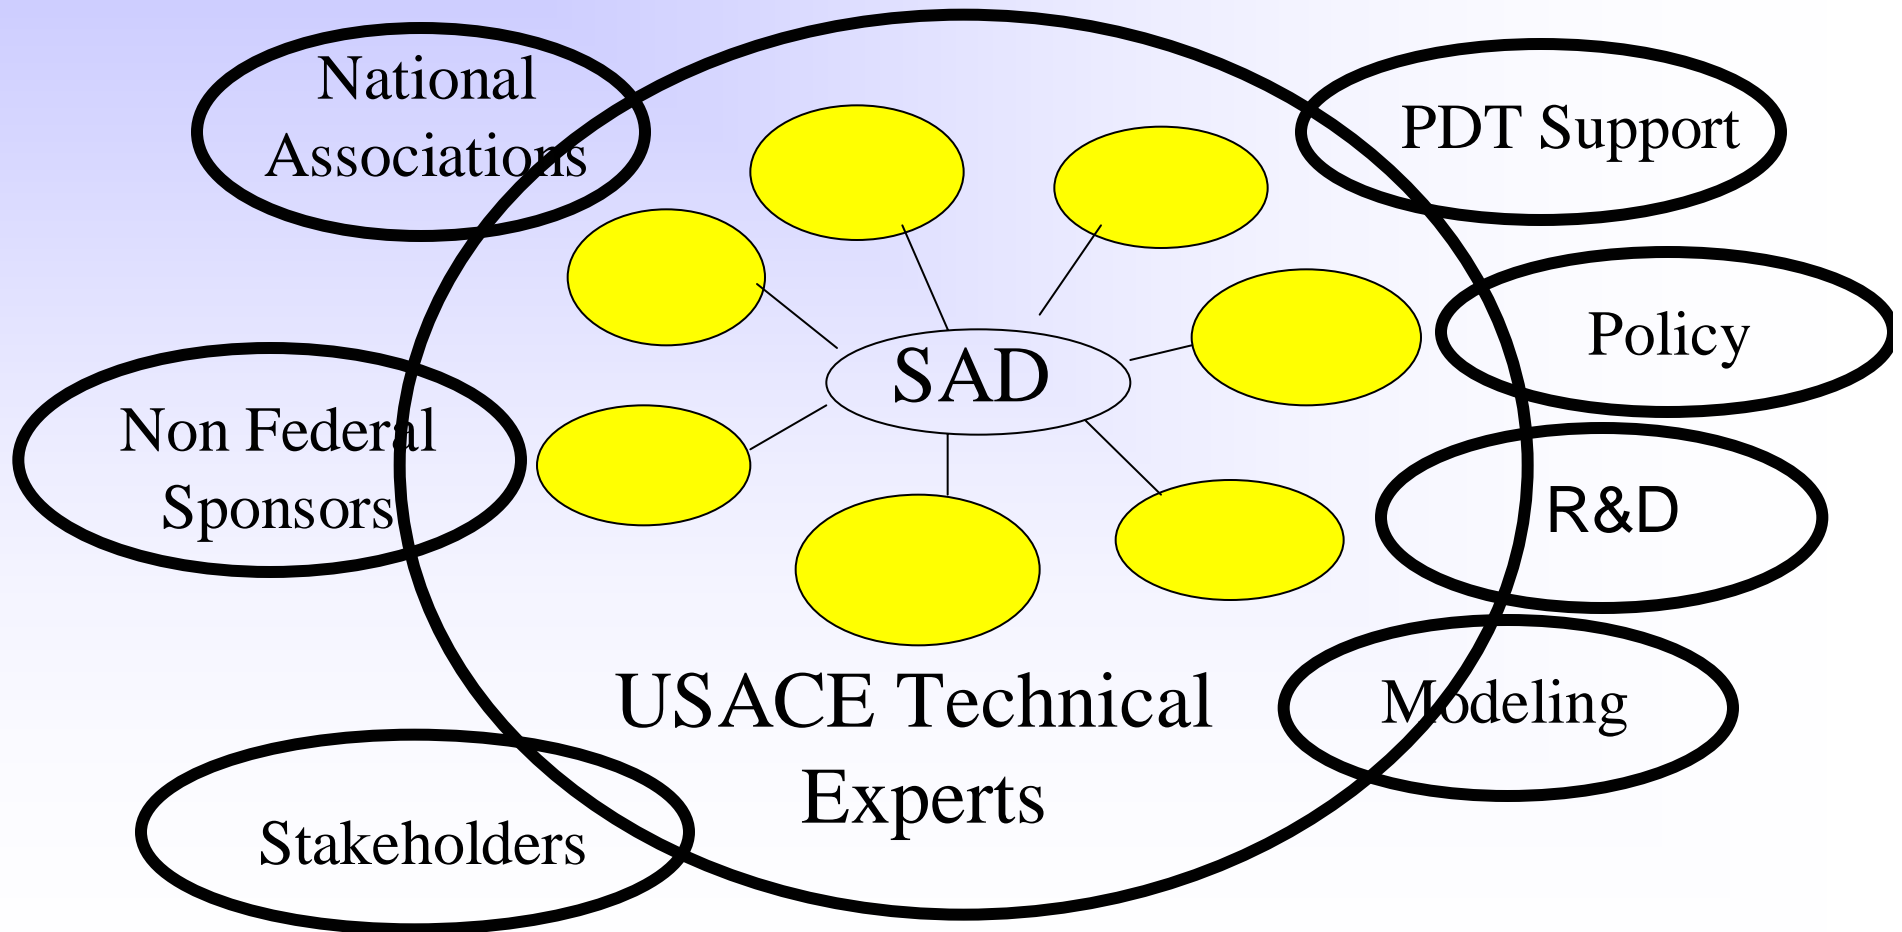 National
Associations
PDT Support
Policy
SAD
Non Federal
Sponsors
R&D
USACE Technical
Experts
Modeling
Stakeholders